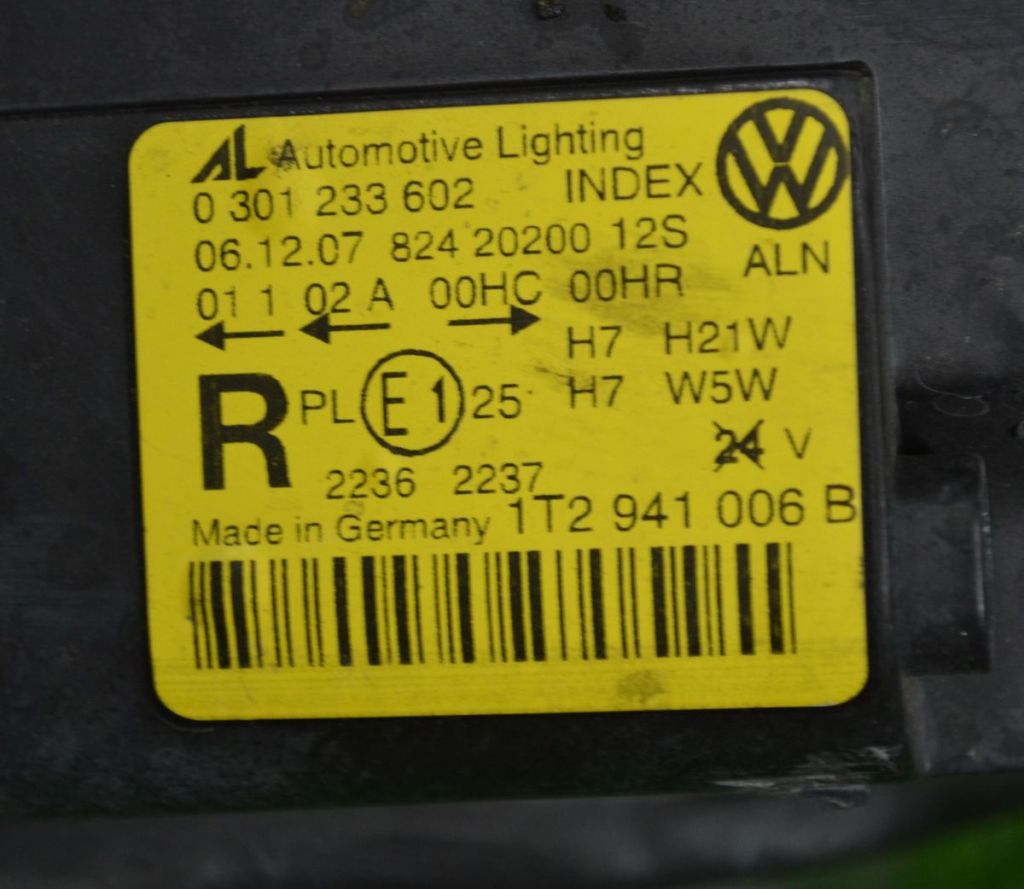 AL Automotive Lighting
0 301 233 602 INDEX
06.12.07 824 20200 12S
ALN
01 1 02 A 00HC 00HR
H7 H21W
R PL E1 25 H7 W5W
24 V
2236 2237
Made in Germany 1T2 941 006 B